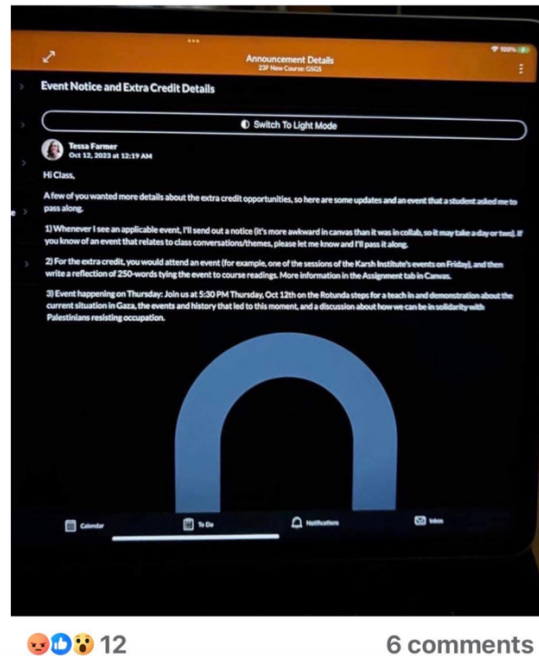 100%
Announcement Details
23F New Course GSGS
Event Notice and Extra Credit Details
Switch To Light Mode
Tessa Farmer
Oct 12, 2023 at 12:19 AM
Hi Class,
A few of you wanted more details about the extra credit opportunities, so here are some updates and an event that a student asked me to
pass along.
1) Whenever I see an applicable event, I'll send out a notice (it's more awkward in canvas than it was in collab, so it may take a day or two). If
you know of an event that relates to class conversations/themes, please let me know and I'll pass it along.
2) For the extra credit, you would attend an event (for example, one of the sessions of the Karsh Institute's events on Friday), and then
write a reflection of 250-words tying the event to course readings. More information in the Assignment tab in Canvas.
3) Event happening on Thursday: Join us at 5:30 PM Thursday, Oct 12th on the Rotunda steps for a teach in and demonstration about the
current situation in Gaza, the events and history that led to this moment, and a discussion about how we can be in solidarity with
Palestinians resisting occupation.
Calendar
To Do
Notifications
Inbox
12
6 comments